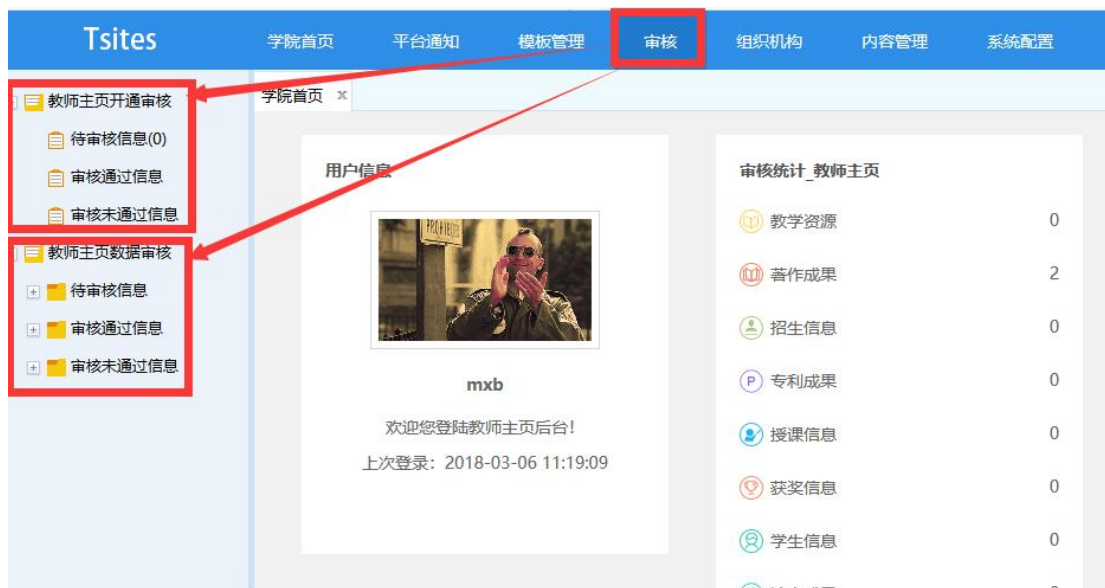 Tsites 学院首页 平台通知 模板管理 审核 组织机构 内容管理 系统配置
教师主页开通审核
待审核信息(0)
审核通过信息
审核未通过信息
教师主页数据审核
待审核信息
审核通过信息
审核未通过信息
学院首页 x
用户信息
PROHIBITED
mxb
欢迎您登陆教师主页后台！
上次登录：2018-03-06 11:19:09
审核统计_教师主页
教学资源 0
著作成果 2
招生信息 0
P 专利成果 0
授课信息 0
获奖信息 0
学生信息 0